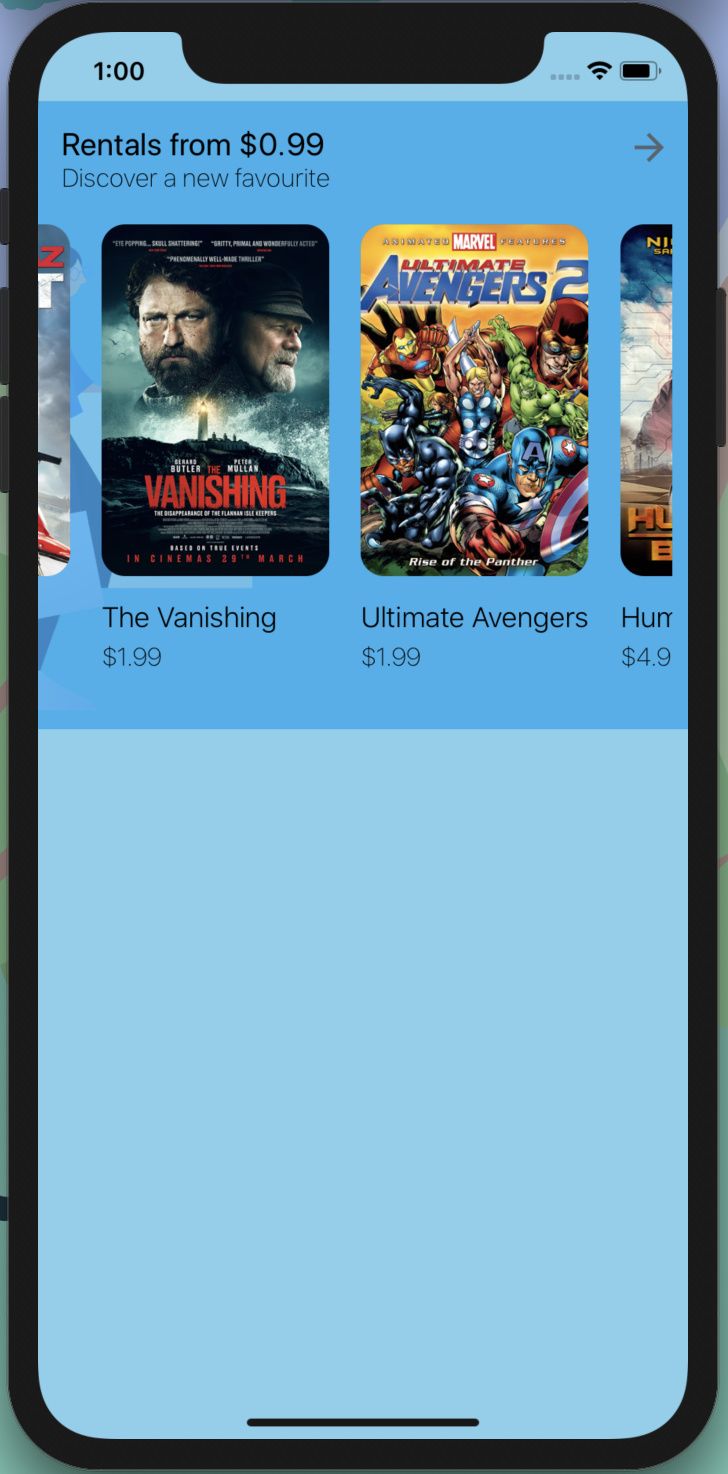 1:00
Rentals from $0.99
Discover a new favourite
Z
T
"EYE POPPING... SKULL SHATTERING!" "GRITTY, PRIMAL AND WONDERFULLY ACTED"
"PHENOMENALLY WELL-MADE THRILLER"
GERARD BUTLER PETER MULLAN
THE
VANISHING
THE DISAPPEARANCE OF THE FLANNAN ISLE KEEPERS
BASED ON TRUE EVENTS
IN CINEMAS 29TH MARCH
ANIMATED MARVEL FEATURES
ULTIMATE
AVENGERS 2
A
Rise of the Panther
NI
SA
HU
B
The Vanishing
$1.99
Ultimate Avengers
$1.99
Hum
$4.9